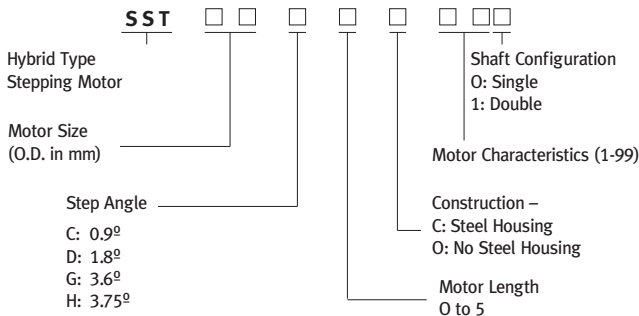 SST □ □ □ □ □ □ □ □
Hybrid Type
Stepping Motor
Shaft Configuration
O: Single
1: Double
Motor Size
(O.D. in mm)
Motor Characteristics (1-99)
Step Angle
C: 0.9º
D: 1.8º
G: 3.6º
H: 3.75º
Construction –
C: Steel Housing
O: No Steel Housing
Motor Length
O to 5